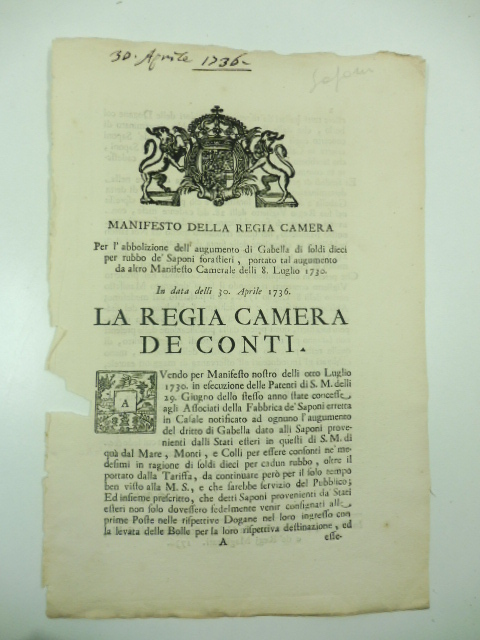 30. Aprile 1736.
MANIFESTO DELLA REGIA CAMERA
Per l'abbolizione dell'augumento di Gabella di soldi dieci
per rubbo de' Saponi forastieri, portato tal augumento
da altro Manifesto Camerale delli 8. Luglio 1730.
In data delli 30. Aprile 1736.
LA REGIA CAMERA
DE CONTI.
AVendo per Manifesto nostro delli otto Luglio
1730. in esecuzione delle Patenti di S. M. delli
29. Giugno dello stesso anno state concesse
agli Associati della Fabbrica de' Saponi erretta
in Casale notificato ad ognuno l'augumento
del dritto di Gabella dato alli Saponi prove-
nienti dalli Stati esteri in questi di S. M. di
quà dal Mare, Monti, e Colli per essere consonti ne' me-
desimi in ragione di soldi dieci per cadun rubbo, oltre il
portato dalla Tariffa, da continuare però per il solo tempo
ben visto alla M. S., e che sarebbe servizio del Pubblico;
Ed insieme prescritto, che detti Saponi provenienti da Stati
esteri non solo dovessero fedelmente venir consignati alle
prime Poste nelle rispettive Dogane nel loro ingresso con
la levata delle Bolle per la loro rispettiva destinazione, ed
A esse-